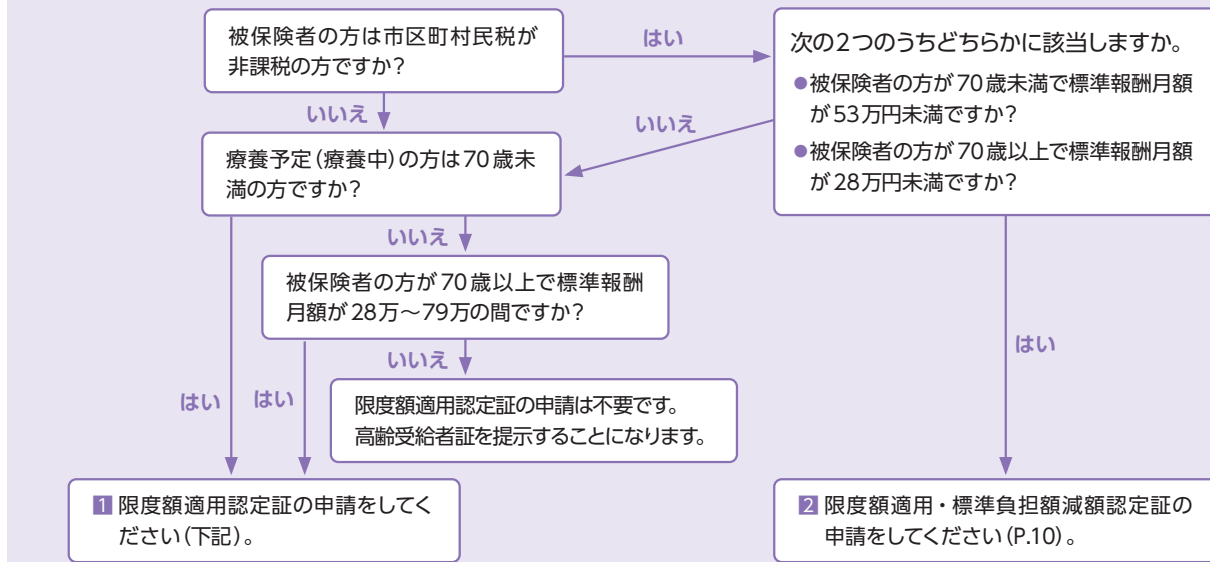 被保険者の方は市区町村民税が
非課税の方ですか?
はい
次の2つのうちどちらかに該当しますか。
●被保険者の方が70歳未満で標準報酬月額
が53万円未満ですか?
●被保険者の方が70歳以上で標準報酬月額
が28万円未満ですか?
いいえ
いいえ
療養予定(療養中)の方は70歳未
満の方ですか?
いいえ
被保険者の方が70歳以上で標準報酬
月額が28万～79万の間ですか?
いいえ
はい
はい
はい
限度額適用認定証の申請は不要です。
高齢受給者証を提示することになります。
1 限度額適用認定証の申請をしてく
ださい(下記)。
2 限度額適用・標準負担額減額認定証の
申請をしてください(P.10)。